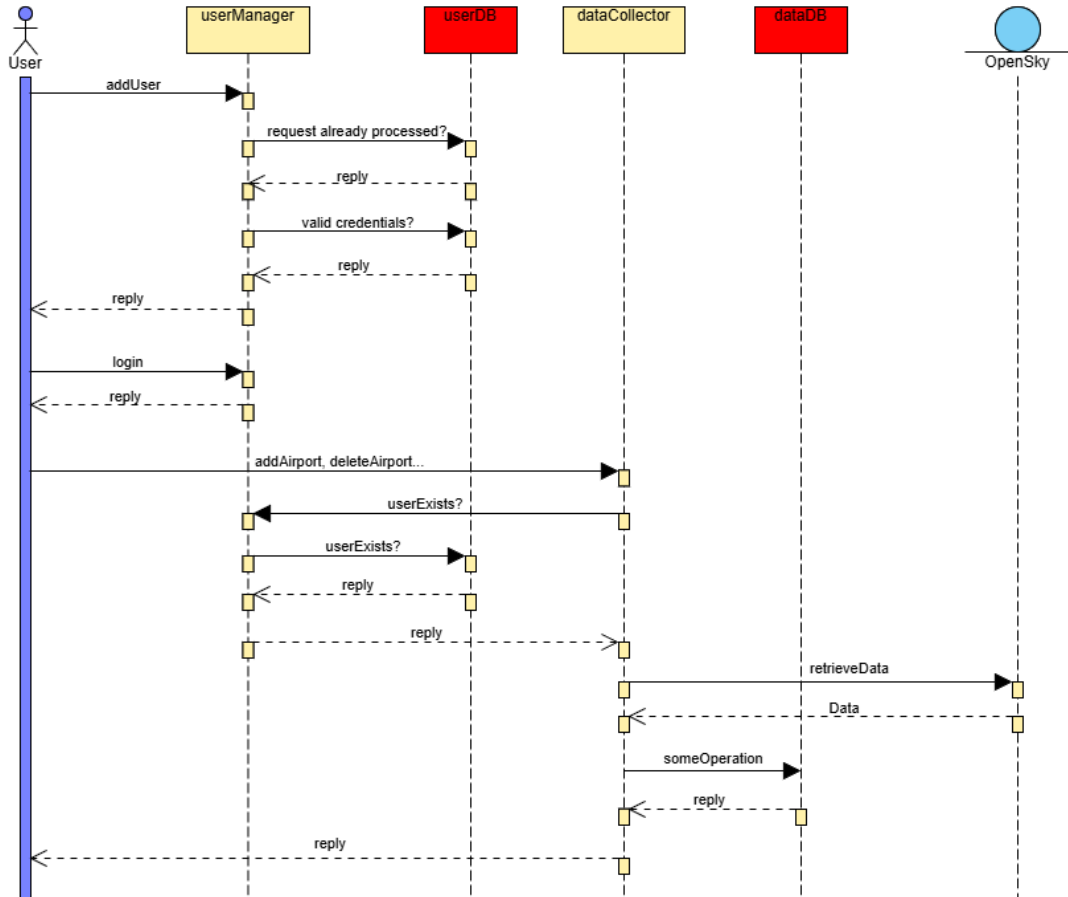 userManager
userDB
dataCollector
dataDB
User
OpenSky
addUser
request already processed?
reply
valid credentials?
reply
reply
login
reply
addAirport, deleteAirport...
userExists?
userExists?
reply
reply
retrieveData
Data
someOperation
reply
reply